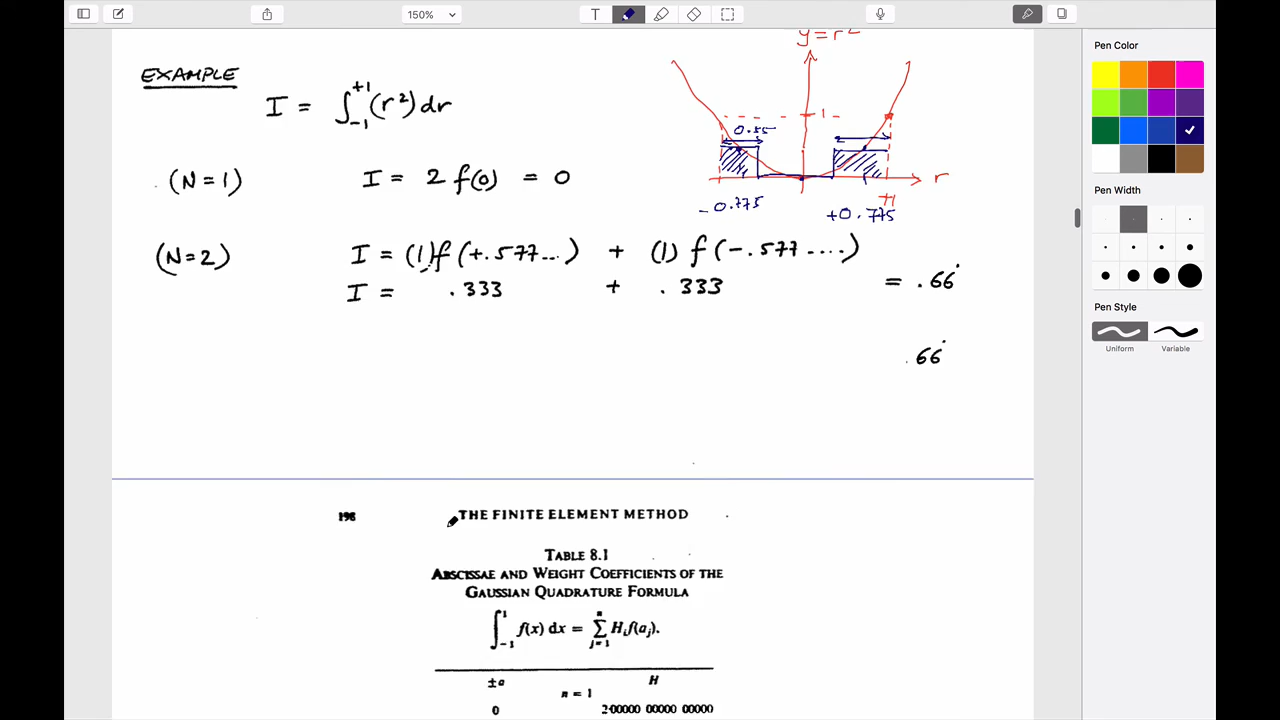 150%
y = r²
EXAMPLE
I = ∫₋₁⁺¹ (r²) dr
1
0.55
r
+1
-0.775
+0.775
(N=1) I = 2 f(0) = 0
(N=2) I = (1)f(+.577...) + (1) f(-.577....)
I = .333 + .333 = .66̇
.66̇
198 THE FINITE ELEMENT METHOD
TABLE 8.1
ABSCISSAE AND WEIGHT COEFFICIENTS OF THE
GAUSSIAN QUADRATURE FORMULA
∫₋₁¹ f(x) dx = Σⱼ₌₁ⁿ Hᵢf(aⱼ).
±a H
n = 1
0 2·00000 00000 00000
Pen Color
Pen Width
Pen Style
Uniform Variable